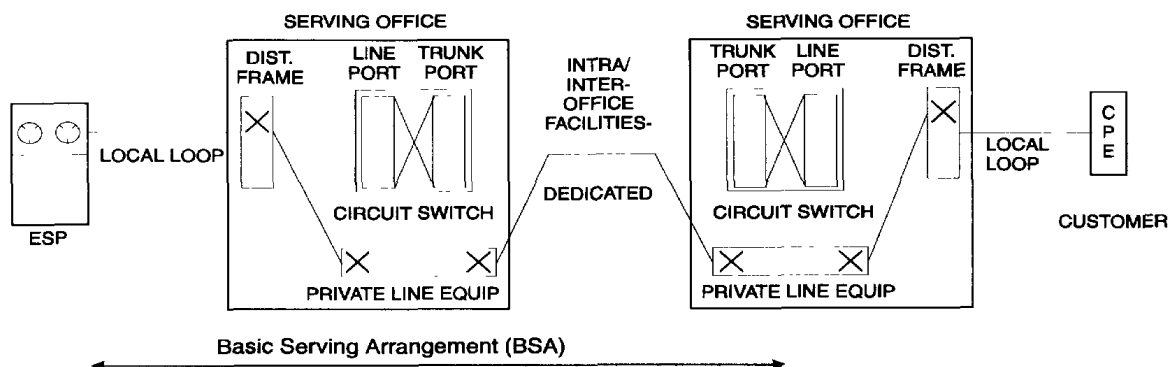 SERVING OFFICE
SERVING OFFICE
DIST.
FRAME
LINE
PORT
TRUNK
PORT
INTRA/
INTER-
OFFICE
FACILITIES-
TRUNK
PORT
LINE
PORT
DIST.
FRAME
C
P
E
LOCAL LOOP
LOCAL
LOOP
DEDICATED
CIRCUIT SWITCH
CIRCUIT SWITCH
CUSTOMER
ESP
PRIVATE LINE EQUIP
PRIVATE LINE EQUIP
Basic Serving Arrangement (BSA)